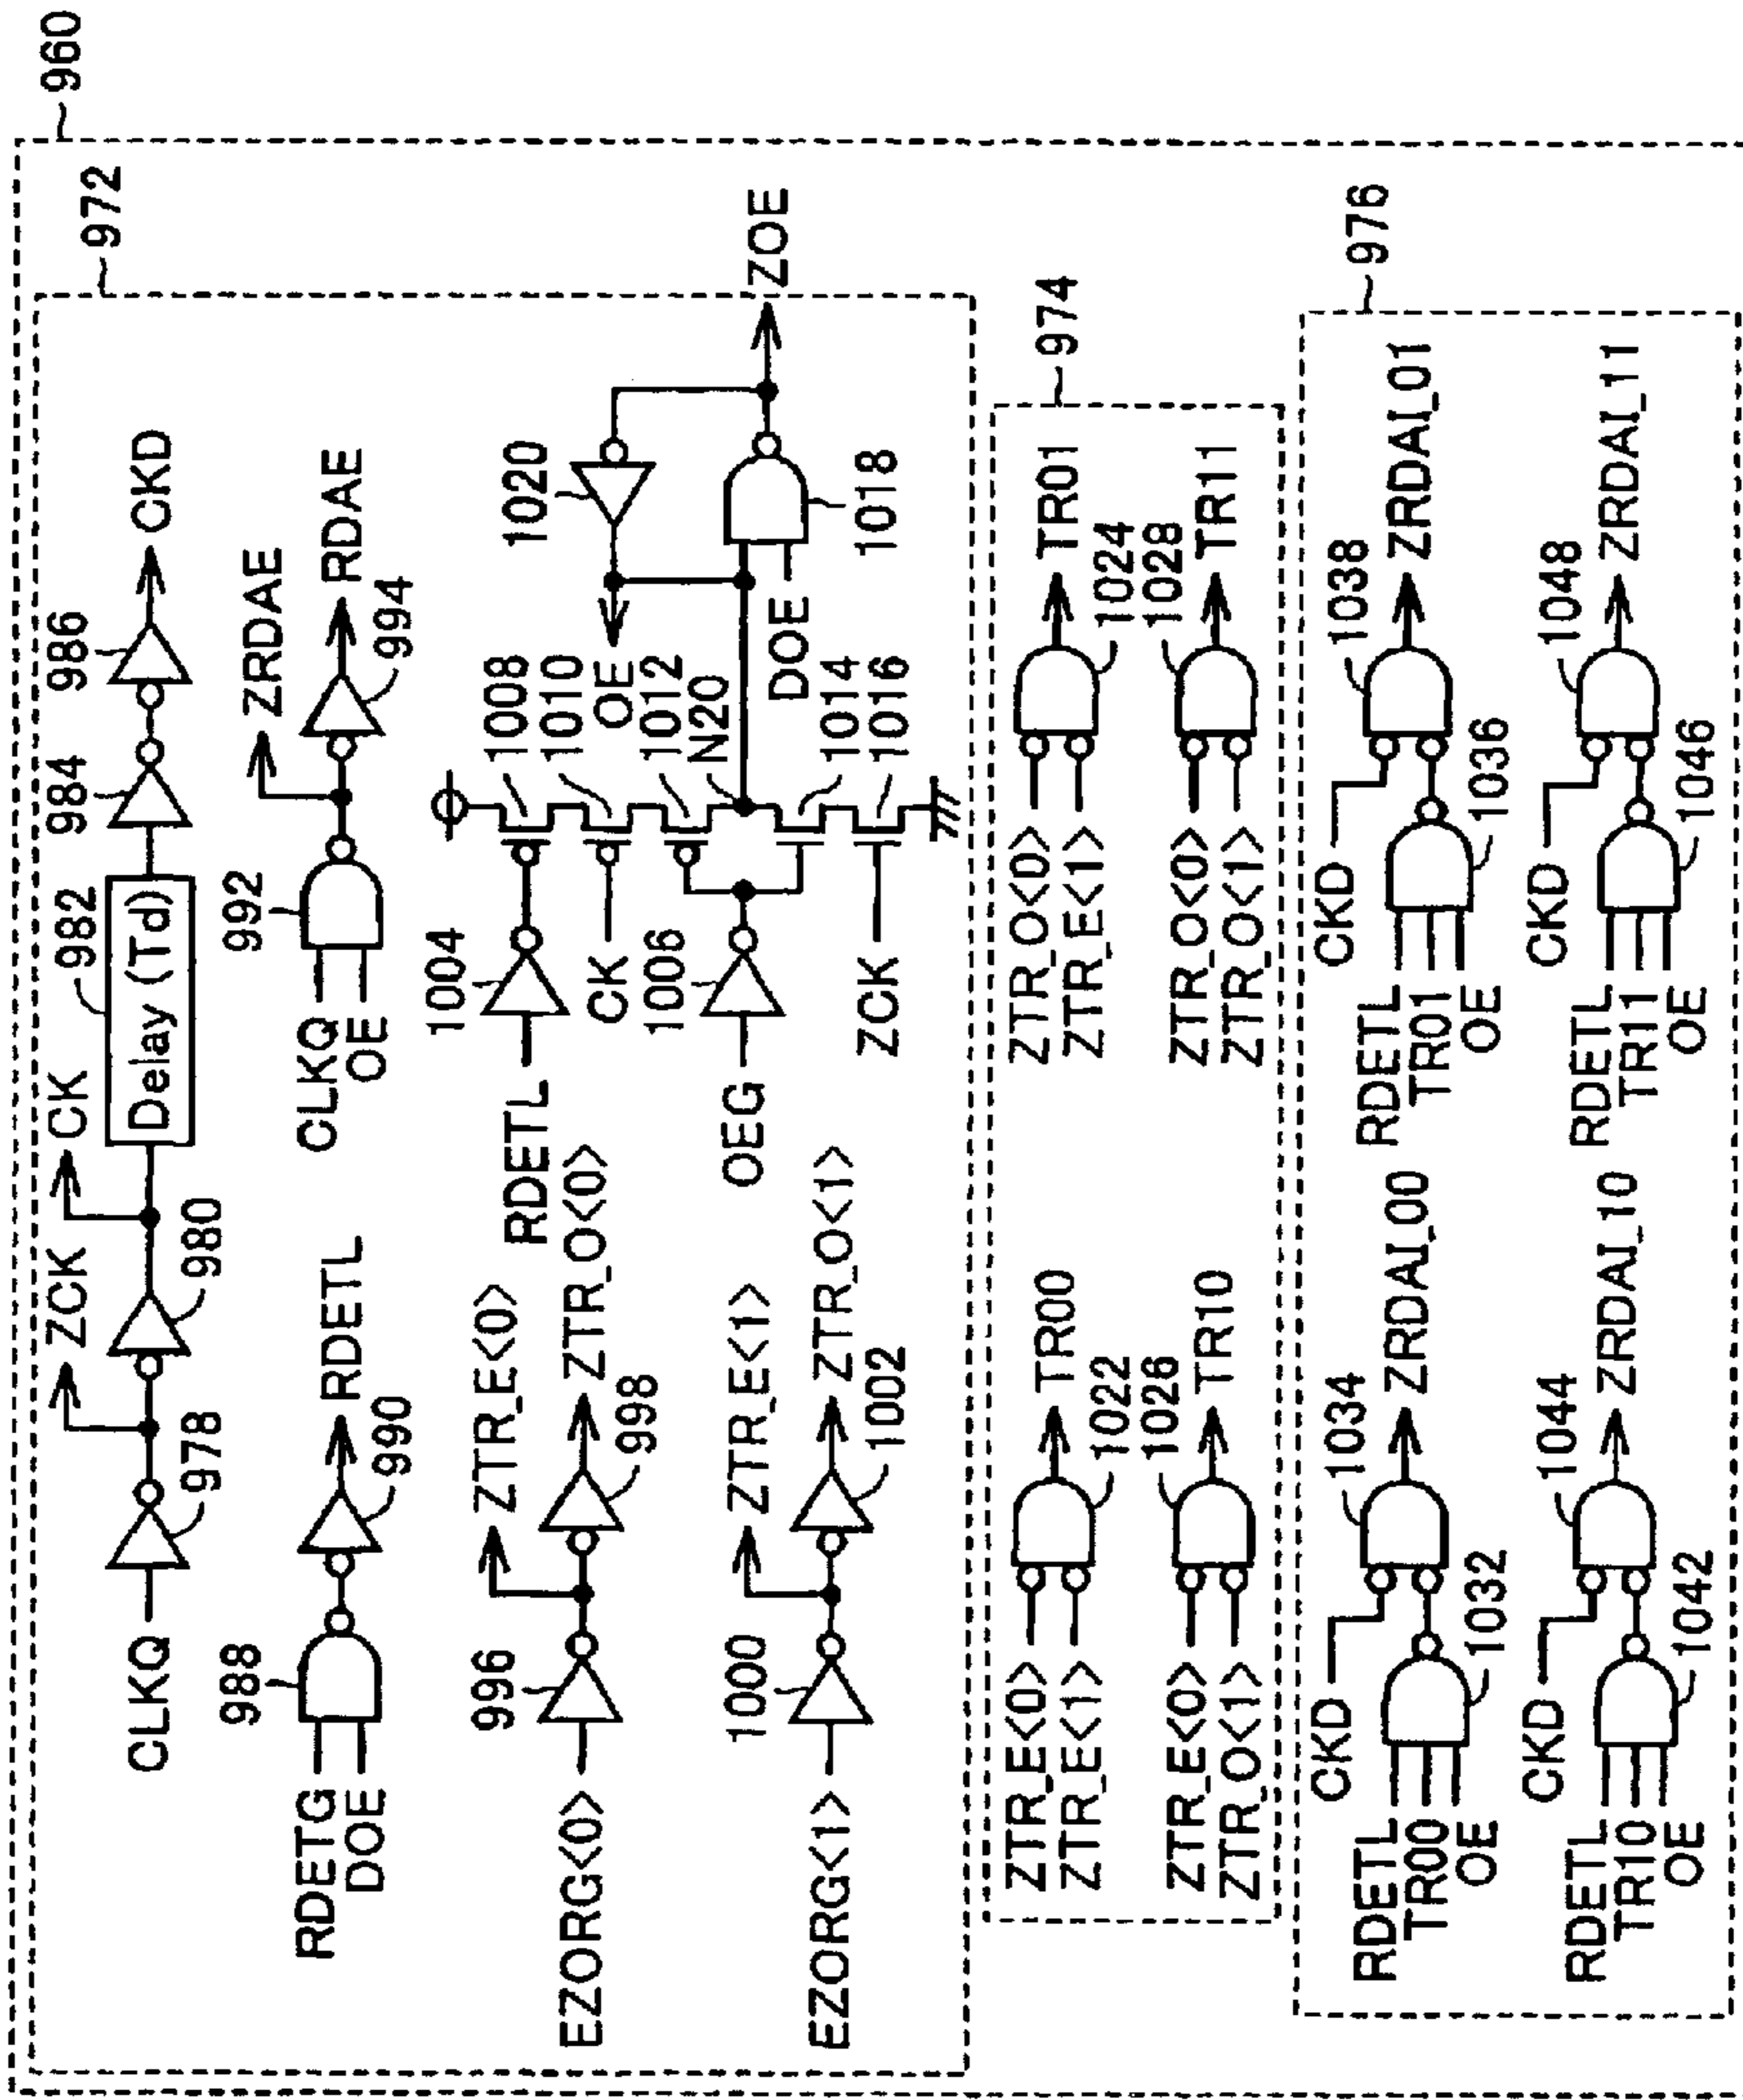 960
972
ZCK
CK
982
984
986
CLKQ
978
980
Delay (Td)
CKD
RDETG
DOE
988
990
RDETL
CLKQ
OE
992
ZRDAE
994
RDAE
EZORG<0>
996
ZTR_E<0>
998
ZTR_O<0>
EZORG<1>
1000
ZTR_E<1>
1002
ZTR_O<1>
RDETL
1004
CK
OEG
1006
ZCK
1008
1010
OE
1012
N20
DOE
1014
1016
1020
1018
ZOE
974
ZTR_E<0>
ZTR_E<1>
TR00
1022
ZTR_O<0>
ZTR_E<1>
TR01
1024
ZTR_E<0>
ZTR_O<1>
1026
TR10
ZTR_O<0>
ZTR_O<1>
1028
TR11
976
CKD
1034
RDETL
TR00
OE
1032
ZRDAI_00
CKD
1038
RDETL
TR01
OE
1036
ZRDAI_01
CKD
1044
RDETL
TR10
OE
1042
ZRDAI_10
CKD
1048
RDETL
TR11
OE
1046
ZRDAI_11